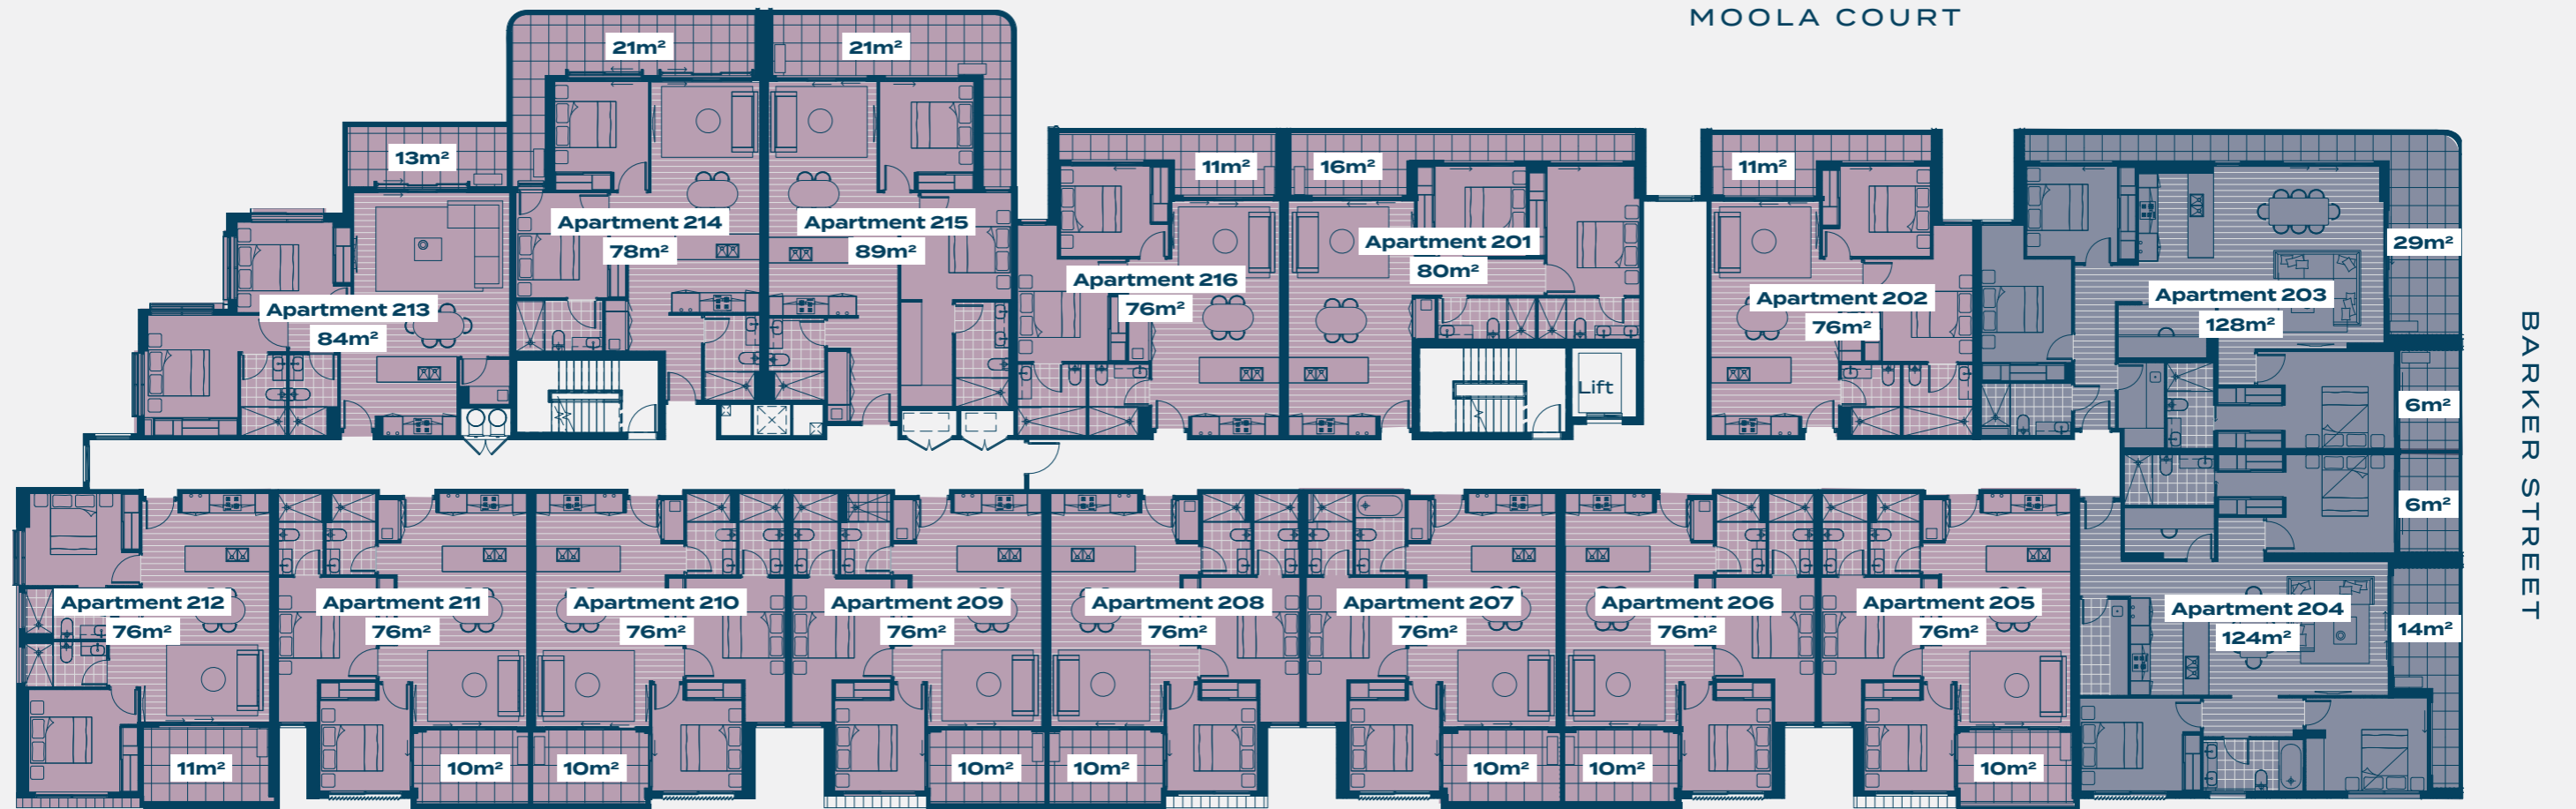 MOOLA COURT
21m²
21m²
13m²
11m²
16m²
11m²
Apartment 214
78m²
Apartment 215
89m²
Apartment 201
80m²
29m²
Apartment 216
76m²
Apartment 202
76m²
Apartment 203
128m²
Apartment 213
84m²
Lift
6m²
BARKER STREET
6m²
Apartment 212
76m²
Apartment 211
76m²
Apartment 210
76m²
Apartment 209
76m²
Apartment 208
76m²
Apartment 207
76m²
Apartment 206
76m²
Apartment 205
76m²
Apartment 204
124m²
14m²
11m²
10m²
10m²
10m²
10m²
10m²
10m²
10m²